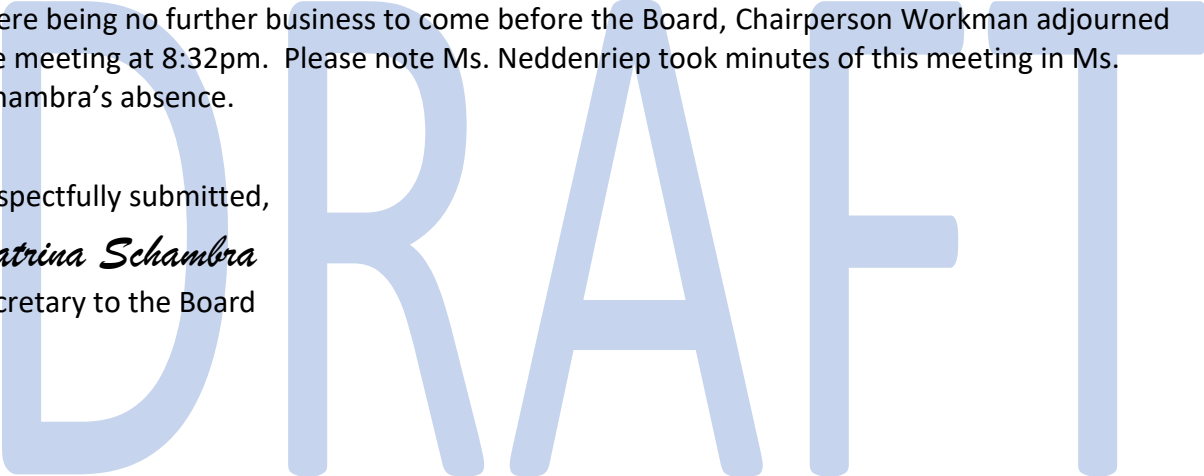 ere being no further business to come before the Board, Chairperson Workman adjourned
e meeting at 8:32pm.  Please note Ms. Neddenriep took minutes of this meeting in Ms.
hambra's absence.
spectfully submitted,
atrina Schambra
cretary to the Board
DRAFT